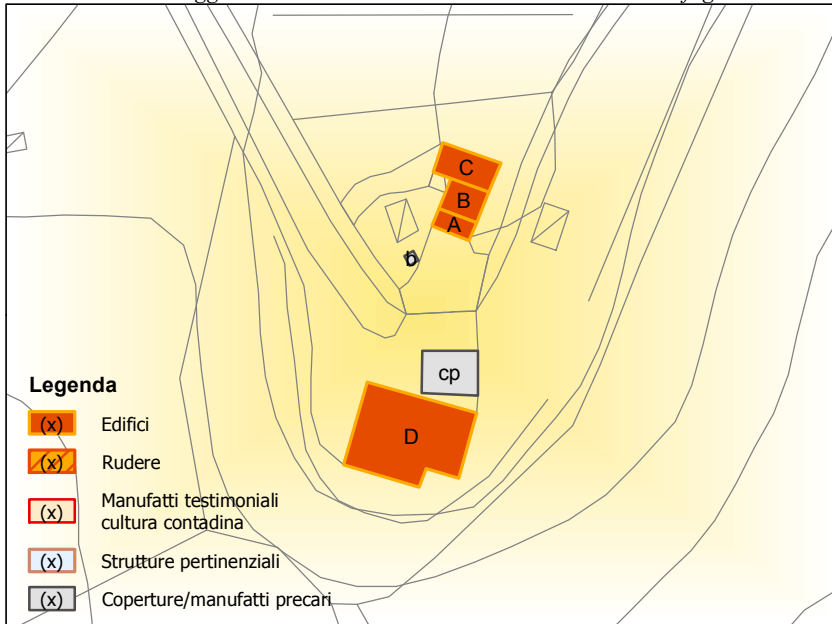 C
B
A
b
cp
D
Legenda
(x) Edifici
(x) Rudere
(x) Manufatti testimoniali
cultura contadina
(x) Strutture pertinenziali
(x) Coperture/manufatti precari